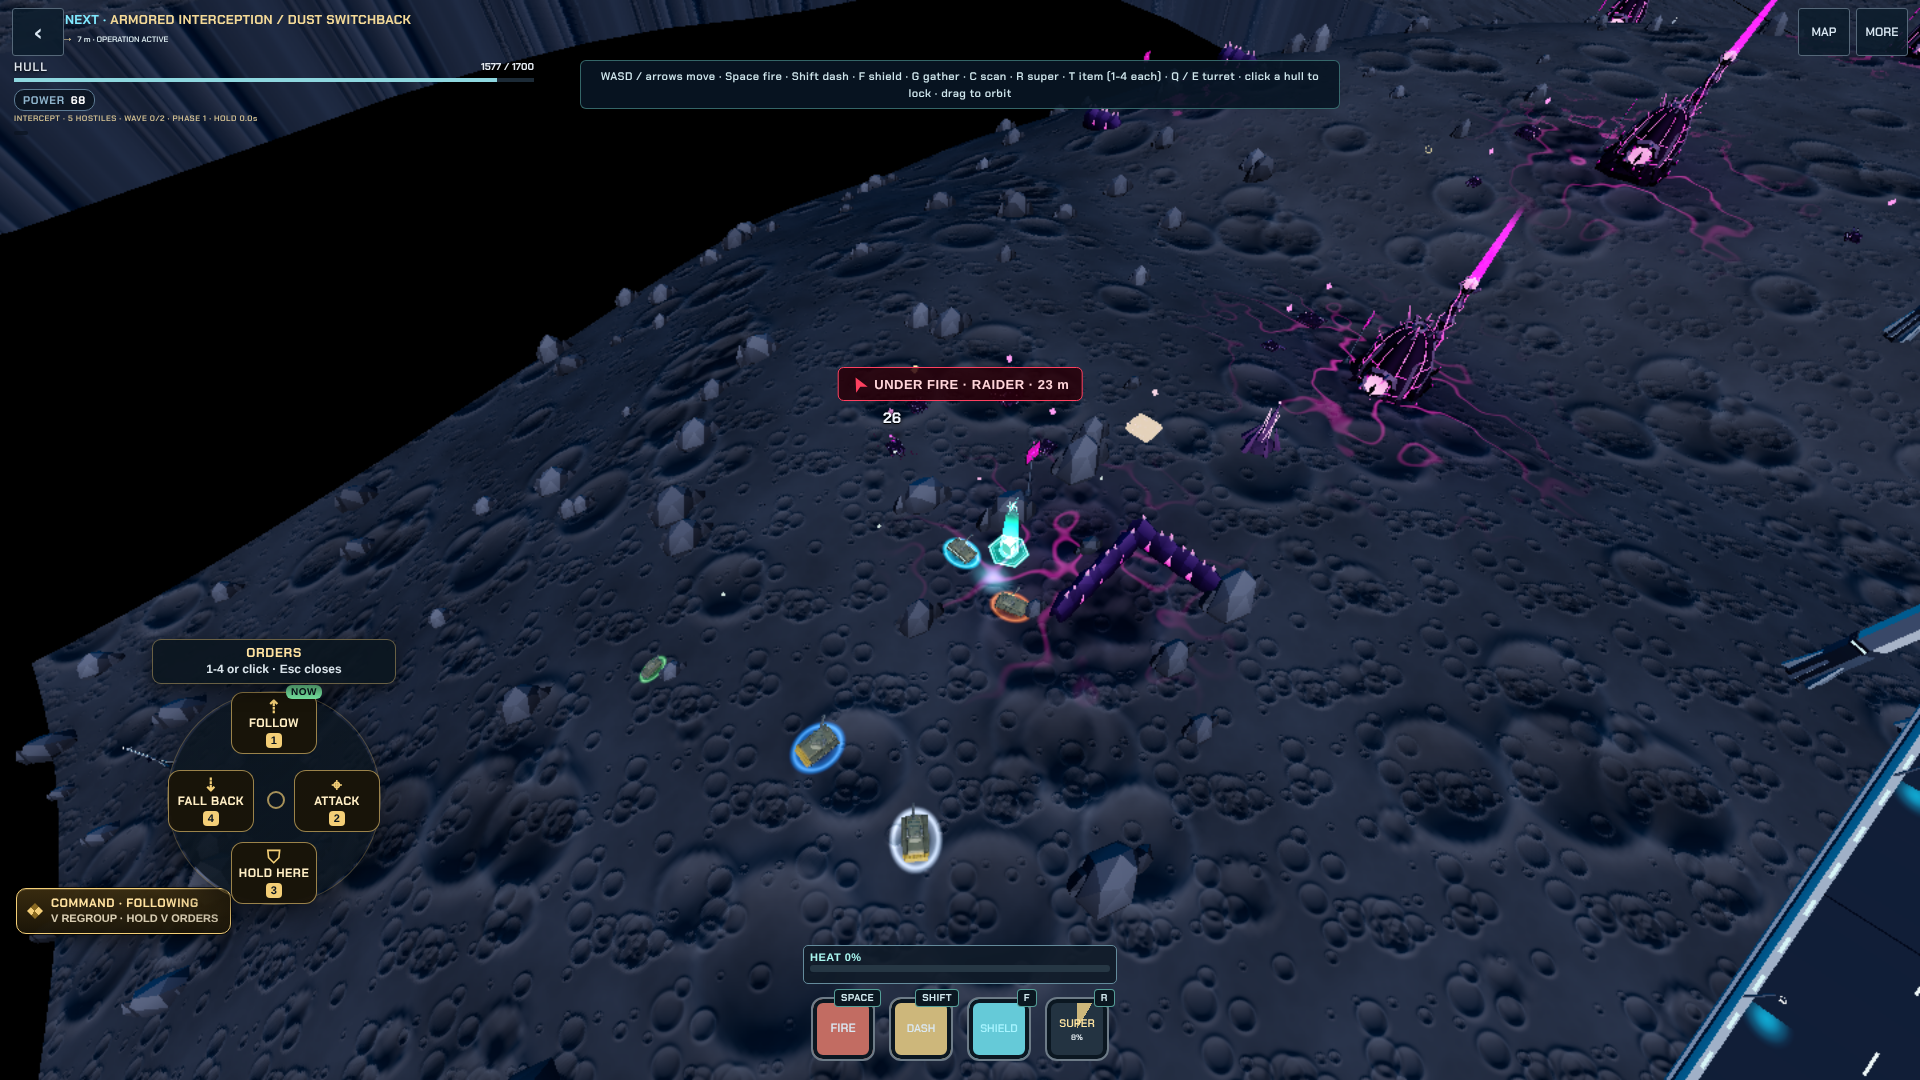 ‹
NEXT · ARMORED INTERCEPTION / DUST SWITCHBACK
→ 7 m · OPERATION ACTIVE
HULL
1577 / 1700
POWER 68
INTERCEPT · 5 HOSTILES · WAVE 0/2 · PHASE 1 · HOLD 0.0s
WASD / arrows move · Space fire · Shift dash · F shield · G gather · C scan · R super · T item (1-4 each) · Q / E turret · click a hull to
lock · drag to orbit
MAP
MORE
UNDER FIRE · RAIDER · 23 m
26
ORDERS
1-4 or click · Esc closes
NOW
FOLLOW
1
FALL BACK
4
ATTACK
2
HOLD HERE
3
COMMAND · FOLLOWING
V REGROUP · HOLD V ORDERS
HEAT 0%
SPACE
FIRE
SHIFT
DASH
F
SHIELD
R
SUPER
8%